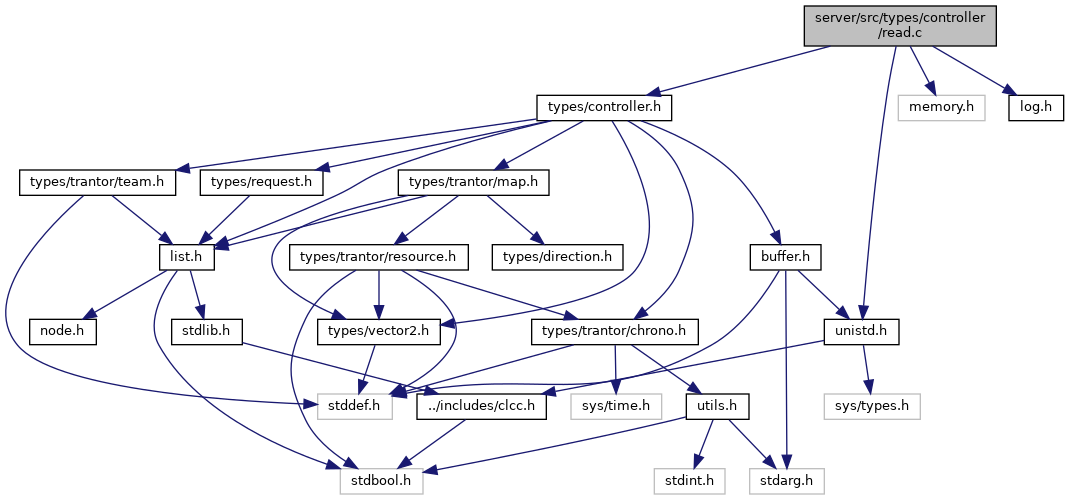 server/src/types/controller
/read.c
types/controller.h
memory.h
log.h
types/trantor/team.h
types/request.h
types/trantor/map.h
list.h
types/trantor/resource.h
types/direction.h
buffer.h
node.h
stdlib.h
types/vector2.h
types/trantor/chrono.h
unistd.h
stddef.h
../includes/clcc.h
sys/time.h
utils.h
sys/types.h
stdbool.h
stdint.h
stdarg.h